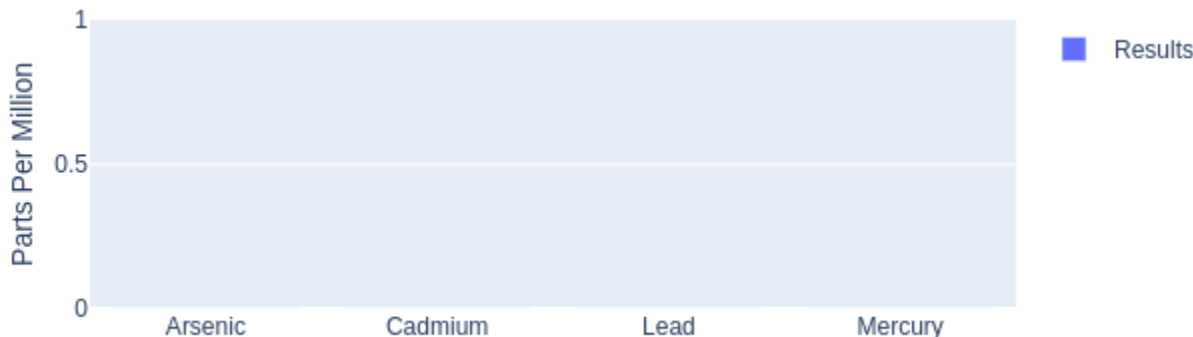 Parts Per Million
1
0.5
0
Arsenic Cadmium Lead Mercury
Results